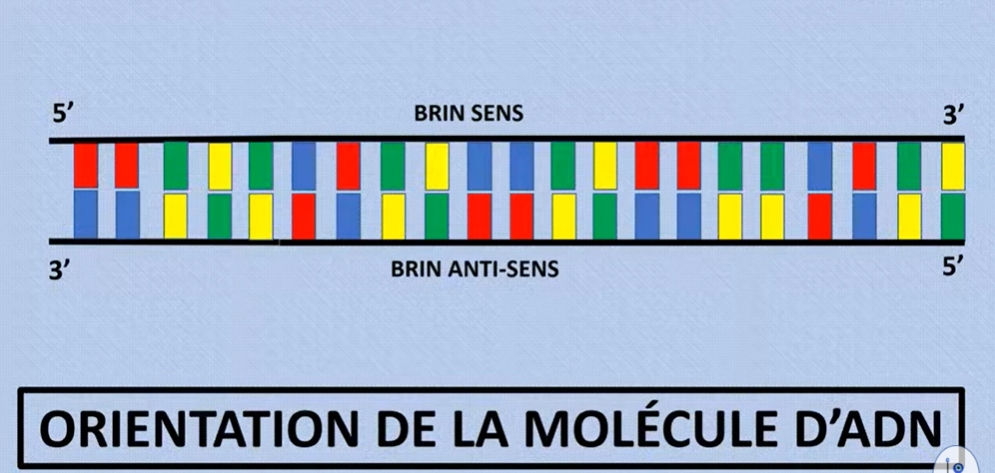 5’ BRIN SENS 3’
3’ BRIN ANTI-SENS 5’
ORIENTATION DE LA MOLÉCULE D’ADN